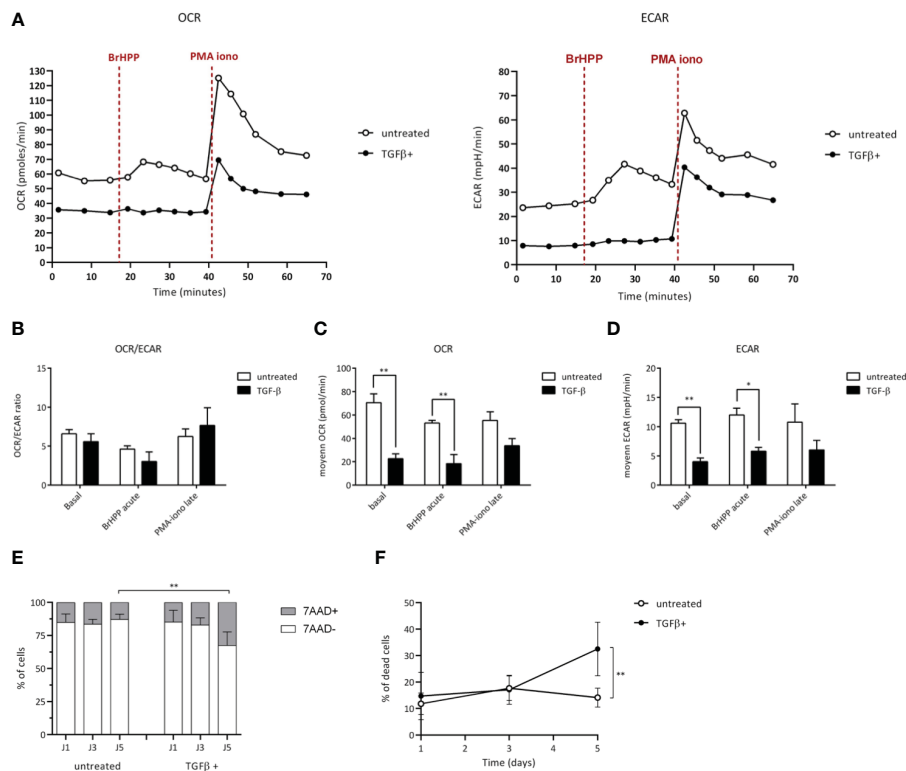 A
OCR
BrHPP
PMA iono
OCR (pmoles/min)
130
120
110
100
90
80
70
60
50
40
30
20
10
0
0 10 20 30 40 50 60 70
Time (minutes)
untreated
TGFβ+
ECAR
BrHPP
PMA iono
ECAR (mpH/min)
80
70
60
50
40
30
20
10
0
0 10 20 30 40 50 60 70
Time (minutes)
untreated
TGFβ+
B
OCR/ECAR
OCR/ECAR ratio
15
10
5
0
Basal
BrHPP acute
PMA-iono late
untreated
TGF-β
C
OCR
moyenn OCR (pmol/min)
100
80
60
40
20
0
**
**
basal
BrHPP acute
PMA-iono late
untreated
TGF-β
D
ECAR
moyenn ECAR (mpH/min)
20
15
10
5
0
**
*
basal
BrHPP acute
PMA-iono late
untreated
TGF-β
E
% of cells
100
75
50
25
0
**
J1 J3 J5 J1 J3 J5
untreated TGFβ +
7AAD+
7AAD-
F
% of dead cells
50
40
30
20
10
0
1 2 3 4 5
Time (days)
**
untreated
TGFβ+